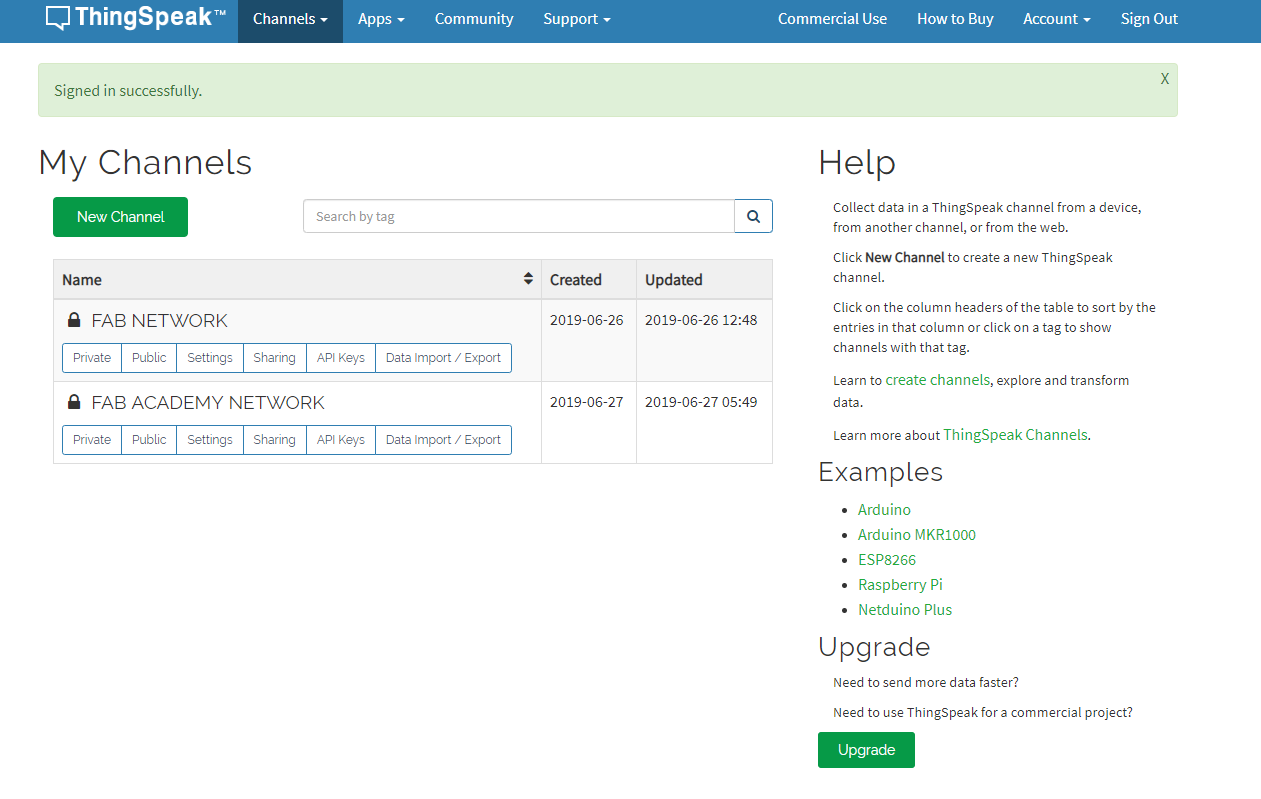 ThingSpeak™ Channels Apps Community Support Commercial Use How to Buy Account Sign Out
Signed in successfully. X
My Channels
New Channel
Search by tag
Name Created Updated
FAB NETWORK 2019-06-26 2019-06-26 12:48
Private Public Settings Sharing API Keys Data Import / Export
FAB ACADEMY NETWORK 2019-06-27 2019-06-27 05:49
Private Public Settings Sharing API Keys Data Import / Export
Help
Collect data in a ThingSpeak channel from a device,
from another channel, or from the web.
Click New Channel to create a new ThingSpeak
channel.
Click on the column headers of the table to sort by the
entries in that column or click on a tag to show
channels with that tag.
Learn to create channels, explore and transform
data.
Learn more about ThingSpeak Channels.
Examples
Arduino
Arduino MKR1000
ESP8266
Raspberry Pi
Netduino Plus
Upgrade
Need to send more data faster?
Need to use ThingSpeak for a commercial project?
Upgrade